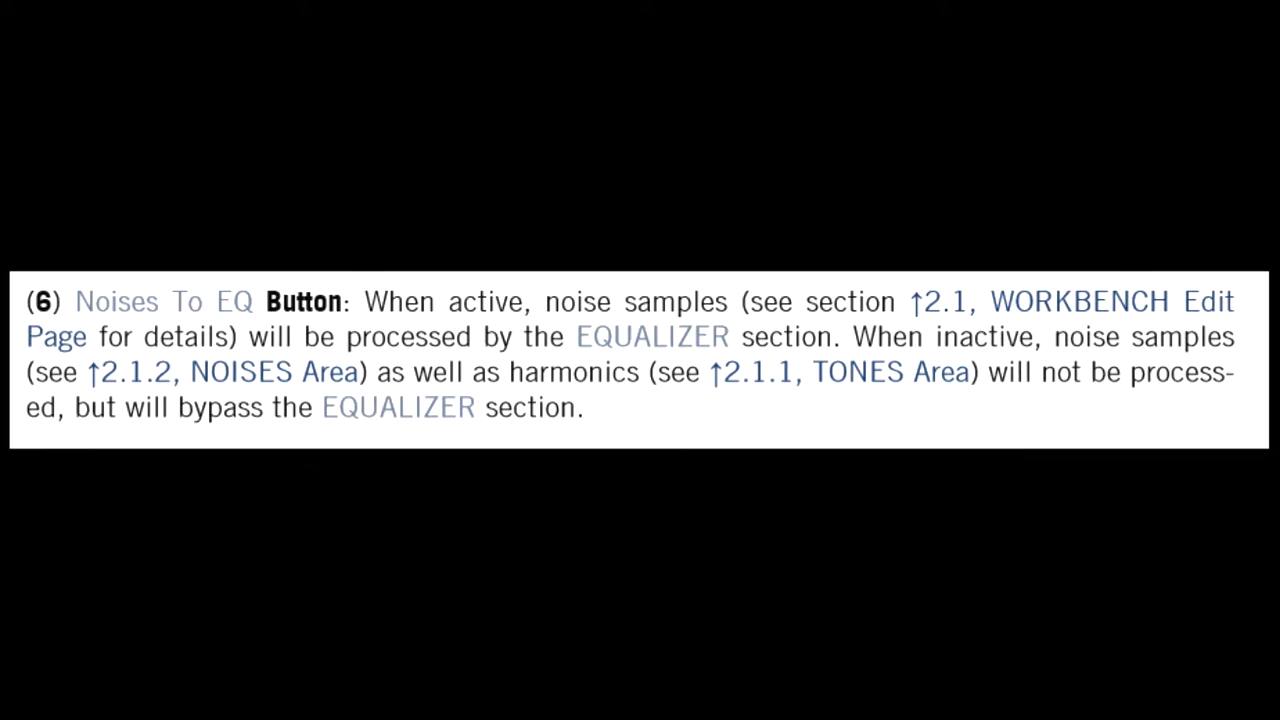 (6) Noises To EQ Button: When active, noise samples (see section ↑2.1, WORKBENCH Edit
Page for details) will be processed by the EQUALIZER section. When inactive, noise samples
(see ↑2.1.2, NOISES Area) as well as harmonics (see ↑2.1.1, TONES Area) will not be process-
ed, but will bypass the EQUALIZER section.